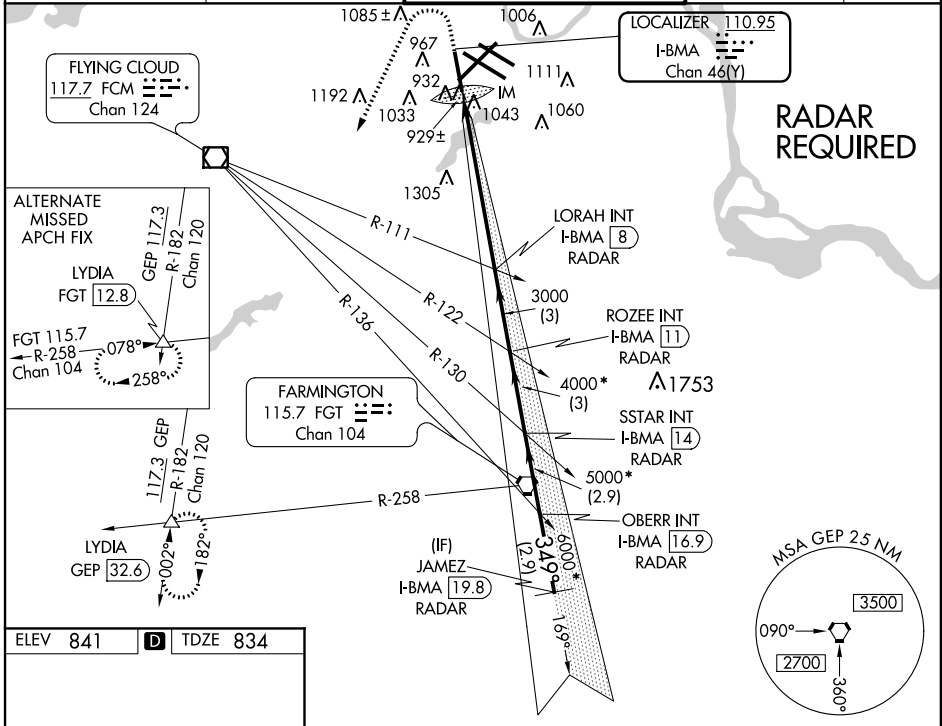 1085 ±
1006
967
932
1192
1033
929±
IM
1043
1111
1060
1305
LOCALIZER 110.95
I-BMA
Chan 46(Y)
RADAR
REQUIRED
FLYING CLOUD
117.7 FCM
Chan 124
ALTERNATE
MISSED
APCH FIX
GEP 117.3
R-182
Chan 120
LYDIA
FGT 12.8
FGT 115.7
R-258
Chan 104
078°
258°
R-111
R-122
R-130
R-136
LORAH INT
I-BMA 8
RADAR
3000
(3)
ROZEE INT
I-BMA 11
RADAR
1753
4000*
(3)
SSTAR INT
I-BMA 14
RADAR
5000*
(2.9)
OBERR INT
I-BMA 16.9
RADAR
FARMINGTON
115.7 FGT
Chan 104
R-258
117.3 GEP
R-182
Chan 120
LYDIA
GEP 32.6
002°
182°
(IF)
JAMEZ
I-BMA 19.8
RADAR
349°
6000*
(2.9)
169°
MSA GEP 25 NM
3500
090°
2700
360°
ELEV 841 D TDZE 834